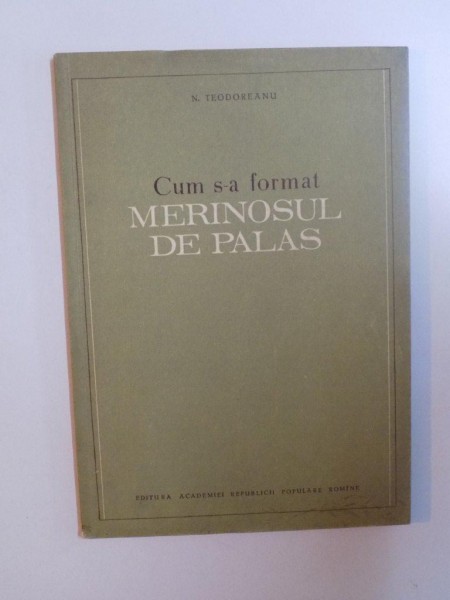 N. TEODOREANU
Cum s-a format
MERINOSUL
DE PALAS
EDITURA ACADEMIEI REPUBLICII POPULARE ROMÎNE